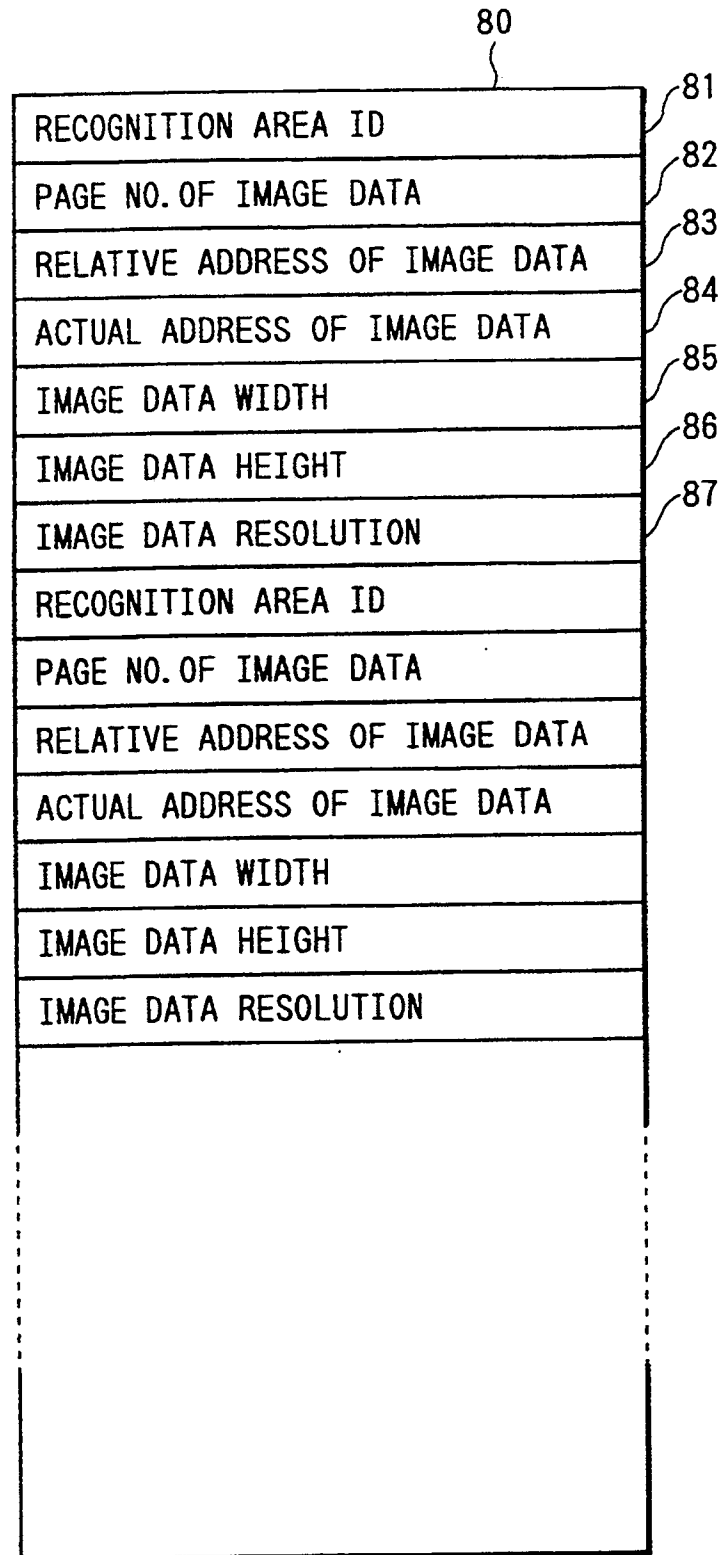 80
RECOGNITION AREA ID 81
PAGE NO. OF IMAGE DATA 82
RELATIVE ADDRESS OF IMAGE DATA 83
ACTUAL ADDRESS OF IMAGE DATA 84
IMAGE DATA WIDTH 85
IMAGE DATA HEIGHT 86
IMAGE DATA RESOLUTION 87
RECOGNITION AREA ID
PAGE NO. OF IMAGE DATA
RELATIVE ADDRESS OF IMAGE DATA
ACTUAL ADDRESS OF IMAGE DATA
IMAGE DATA WIDTH
IMAGE DATA HEIGHT
IMAGE DATA RESOLUTION